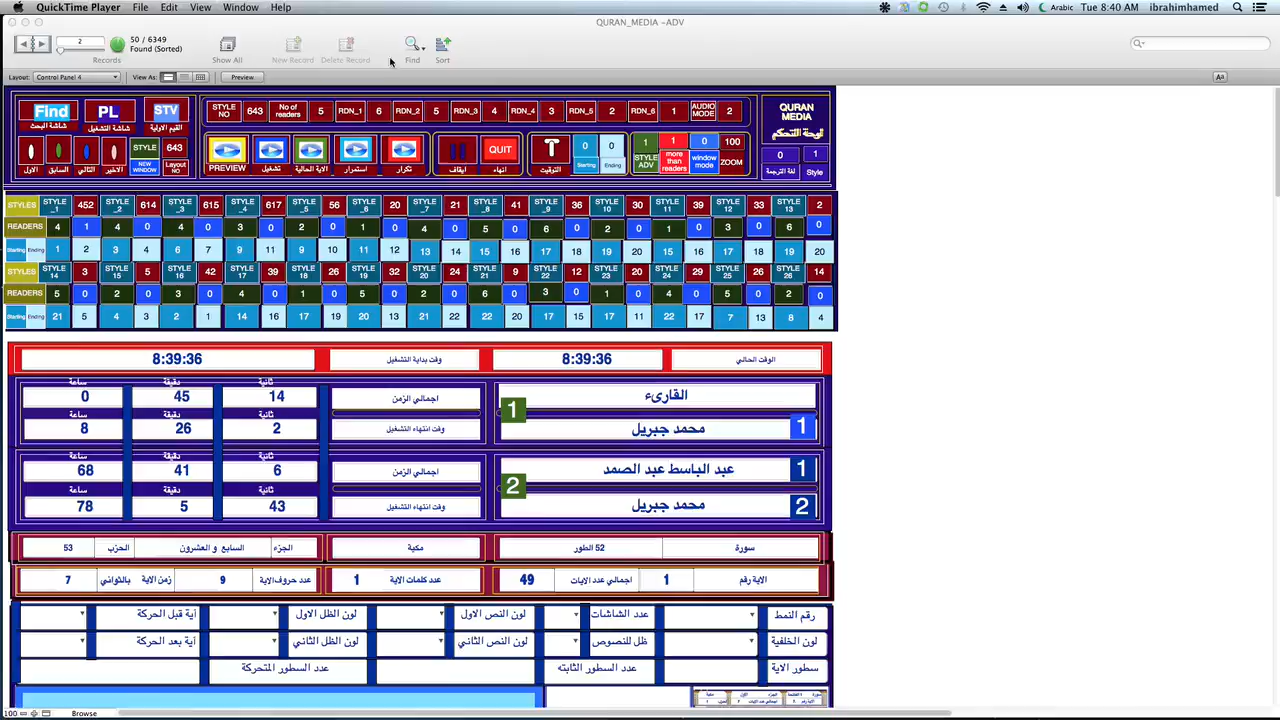 QuickTime Player File Edit View Window Help Arabic Tue 8:40 AM ibrahimhamed
QURAN_MEDIA -ADV
2 50 / 6349 Found (Sorted)
Records Show All New Record Delete Record Find Sort
Layout: Control Panel 4 View As: Preview Aa
Find PL STV STYLE NO 643 No of readers 5 RDN_1 6 RDN_2 5 RDN_3 4 RDN_4 3 RDN_5 2 RDN_6 1 AUDIO MODE 2 QURAN MEDIA
شاشة البحث شاشة التشغيل القيم الاولية لوحة التحكم
STYLE 643 QUIT T 0 0 1 1 0 100 0 1
NEW WINDOW Layout NO Starting Ending STYLE ADV more than readers window mode ZOOM
الاول السابق التالي الاخير PREVIEW تشغيل الاية الحالية استمرار تكرار ايقاف انهاء التوقيت لغة الترجمة Style
STYLES STYLE _1 452 STYLE _2 614 STYLE _3 615 STYLE _4 617 STYLE _5 56 STYLE _6 20 STYLE _7 21 STYLE _8 41 STYLE _9 36 STYLE 10 30 STYLE 11 39 STYLE 12 33 STYLE 13 2
READERS 4 1 4 0 4 0 3 0 2 0 1 0 4 0 5 0 6 0 2 0 1 0 3 0 6 0
Starting Ending 1 2 3 4 6 7 9 11 9 10 11 12 13 14 15 16 17 18 19 20 15 16 17 18 19 20
STYLES STYLE 14 3 STYLE 15 5 STYLE 16 42 STYLE 17 39 STYLE 18 26 STYLE 19 32 STYLE 20 24 STYLE 21 9 STYLE 22 12 STYLE 23 20 STYLE 24 29 STYLE 25 26 STYLE 26 14
READERS 5 0 2 0 3 0 4 0 1 0 5 0 2 0 6 0 3 0 1 0 4 0 5 0 2 0
Starting Ending 21 5 4 3 2 1 14 16 17 18 20 13 21 22 22 20 17 15 17 11 22 17 7 13 8 4
8:39:36 وقت بداية التشغيل 8:39:36 الوقت الحالي
ساعة دقيقة ثانية
0 45 14 اجمالي الزمن القارىء
ساعة دقيقة ثانية 1
8 26 2 وقت انتهاء التشغيل محمد جبريل 1
ساعة دقيقة ثانية
68 41 6 اجمالي الزمن عبد الباسط عبد الصمد 1
ساعة دقيقة ثانية 2
78 5 43 وقت انتهاء التشغيل محمد جبريل 2
سورة 52 الطور مكية الجزء السابع و العشرون الحزب 53
الاية رقم 1 اجمالي عدد الايات 49 عدد كلمات الاية 1 عدد حروف الاية 9 زمن الاية بالثواني 7
رقم النمط عدد الشاشات لون النص الاول لون الظل الاول أية قبل الحركة
لون الخلفية ظل للنصوص لون النص الثاني لون الظل الثاني أية بعد الحركة
سطور الاية عدد السطور الثابته عدد السطور المتحركة
100 Browse